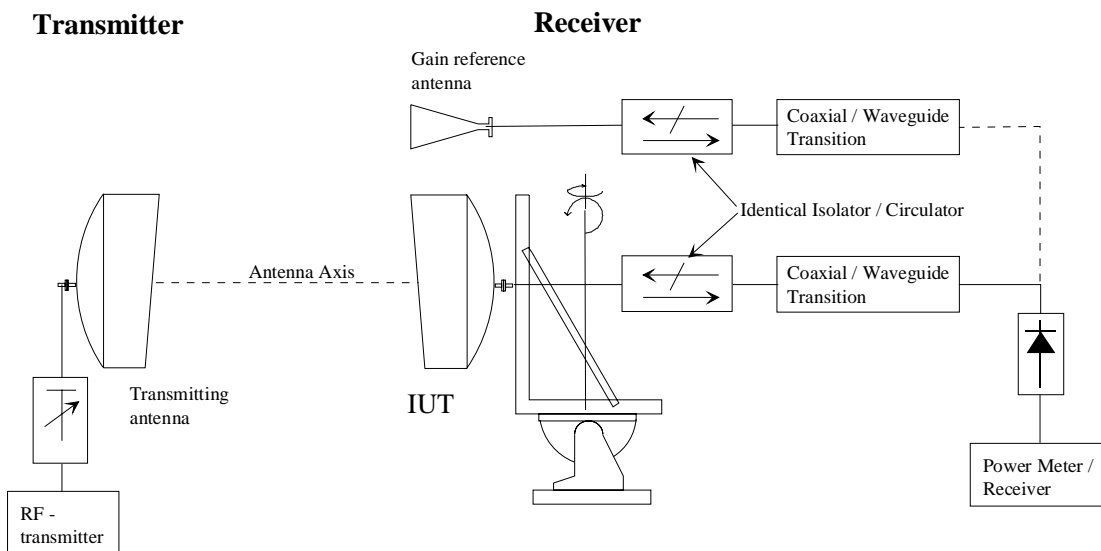 Transmitter
Receiver
Gain reference
antenna
Coaxial / Waveguide
Transition
Identical Isolator / Circulator
Antenna Axis
Coaxial / Waveguide
Transition
Transmitting
antenna
IUT
Power Meter /
Receiver
RF -
transmitter